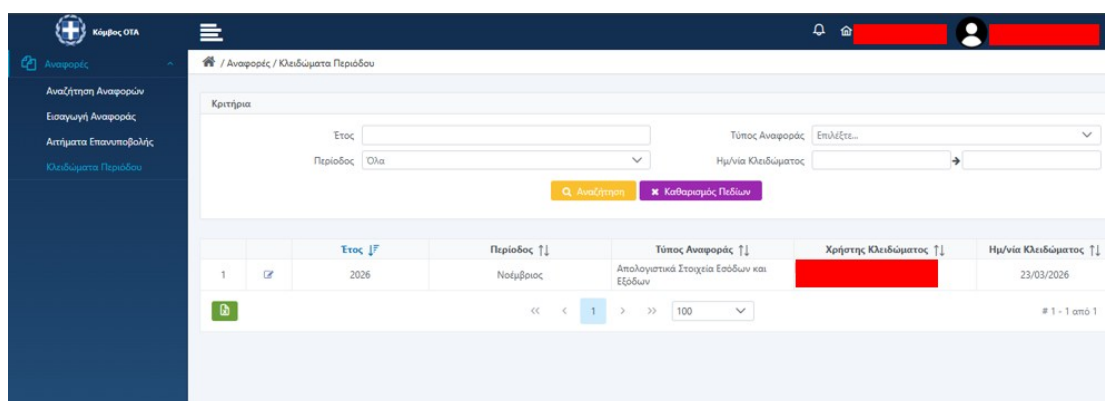 Κόμβος ΟΤΑ
Αναφορές
/ Αναφορές / Κλειδώματα Περιόδου
Αναζήτηση Αναφορών
Εισαγωγή Αναφοράς
Αιτήματα Επανυποβολής
Κλειδώματα Περιόδου
Κριτήρια
Έτος
Τύπος Αναφοράς Επιλέξτε...
Περίοδος Όλα
Ημ/νία Κλειδώματος
Αναζήτηση
Καθαρισμός Πεδίων
Έτος Περίοδος Τύπος Αναφοράς Χρήστης Κλειδώματος Ημ/νία Κλειδώματος
1 2026 Νοέμβριος Απολογιστικά Στοιχεία Εσόδων και
Εξόδων 23/03/2026
<< < 1 > >> 100 # 1 - 1 από 1